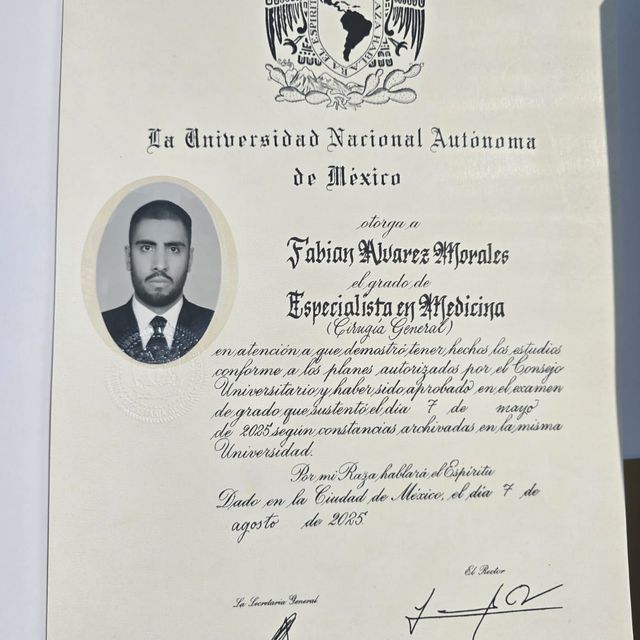 ESPIRIT
RAZA HABLARA EL
La Universidad Nacional Autónoma
de México
otorga a
Fabian Alvarez Morales
el grado de
Especialista en Medicina
(Cirugía General)
en atención a que demostró tener hechos los estudios
conforme a los planes autorizados por el Consejo
Universitario y haber sido aprobado en el examen
de grado que sustentó el día 7 de mayo
de 2025 según constancias archivadas en la misma
Universidad.
Por mi Raza hablará el Espíritu
Dado en la Ciudad de México, el día 7 de
agosto de 2025.
El Rector
La Secretaria General